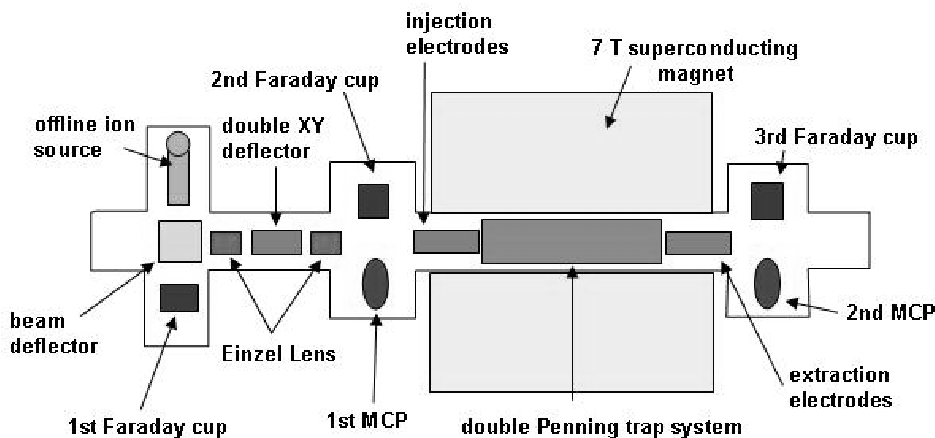 injection
electrodes
7 T superconducting
magnet
2nd Faraday cup
offline ion
source
double XY
deflector
3rd Faraday cup
beam
deflector
Einzel Lens
2nd MCP
extraction
electrodes
1st Faraday cup
1st MCP
double Penning trap system